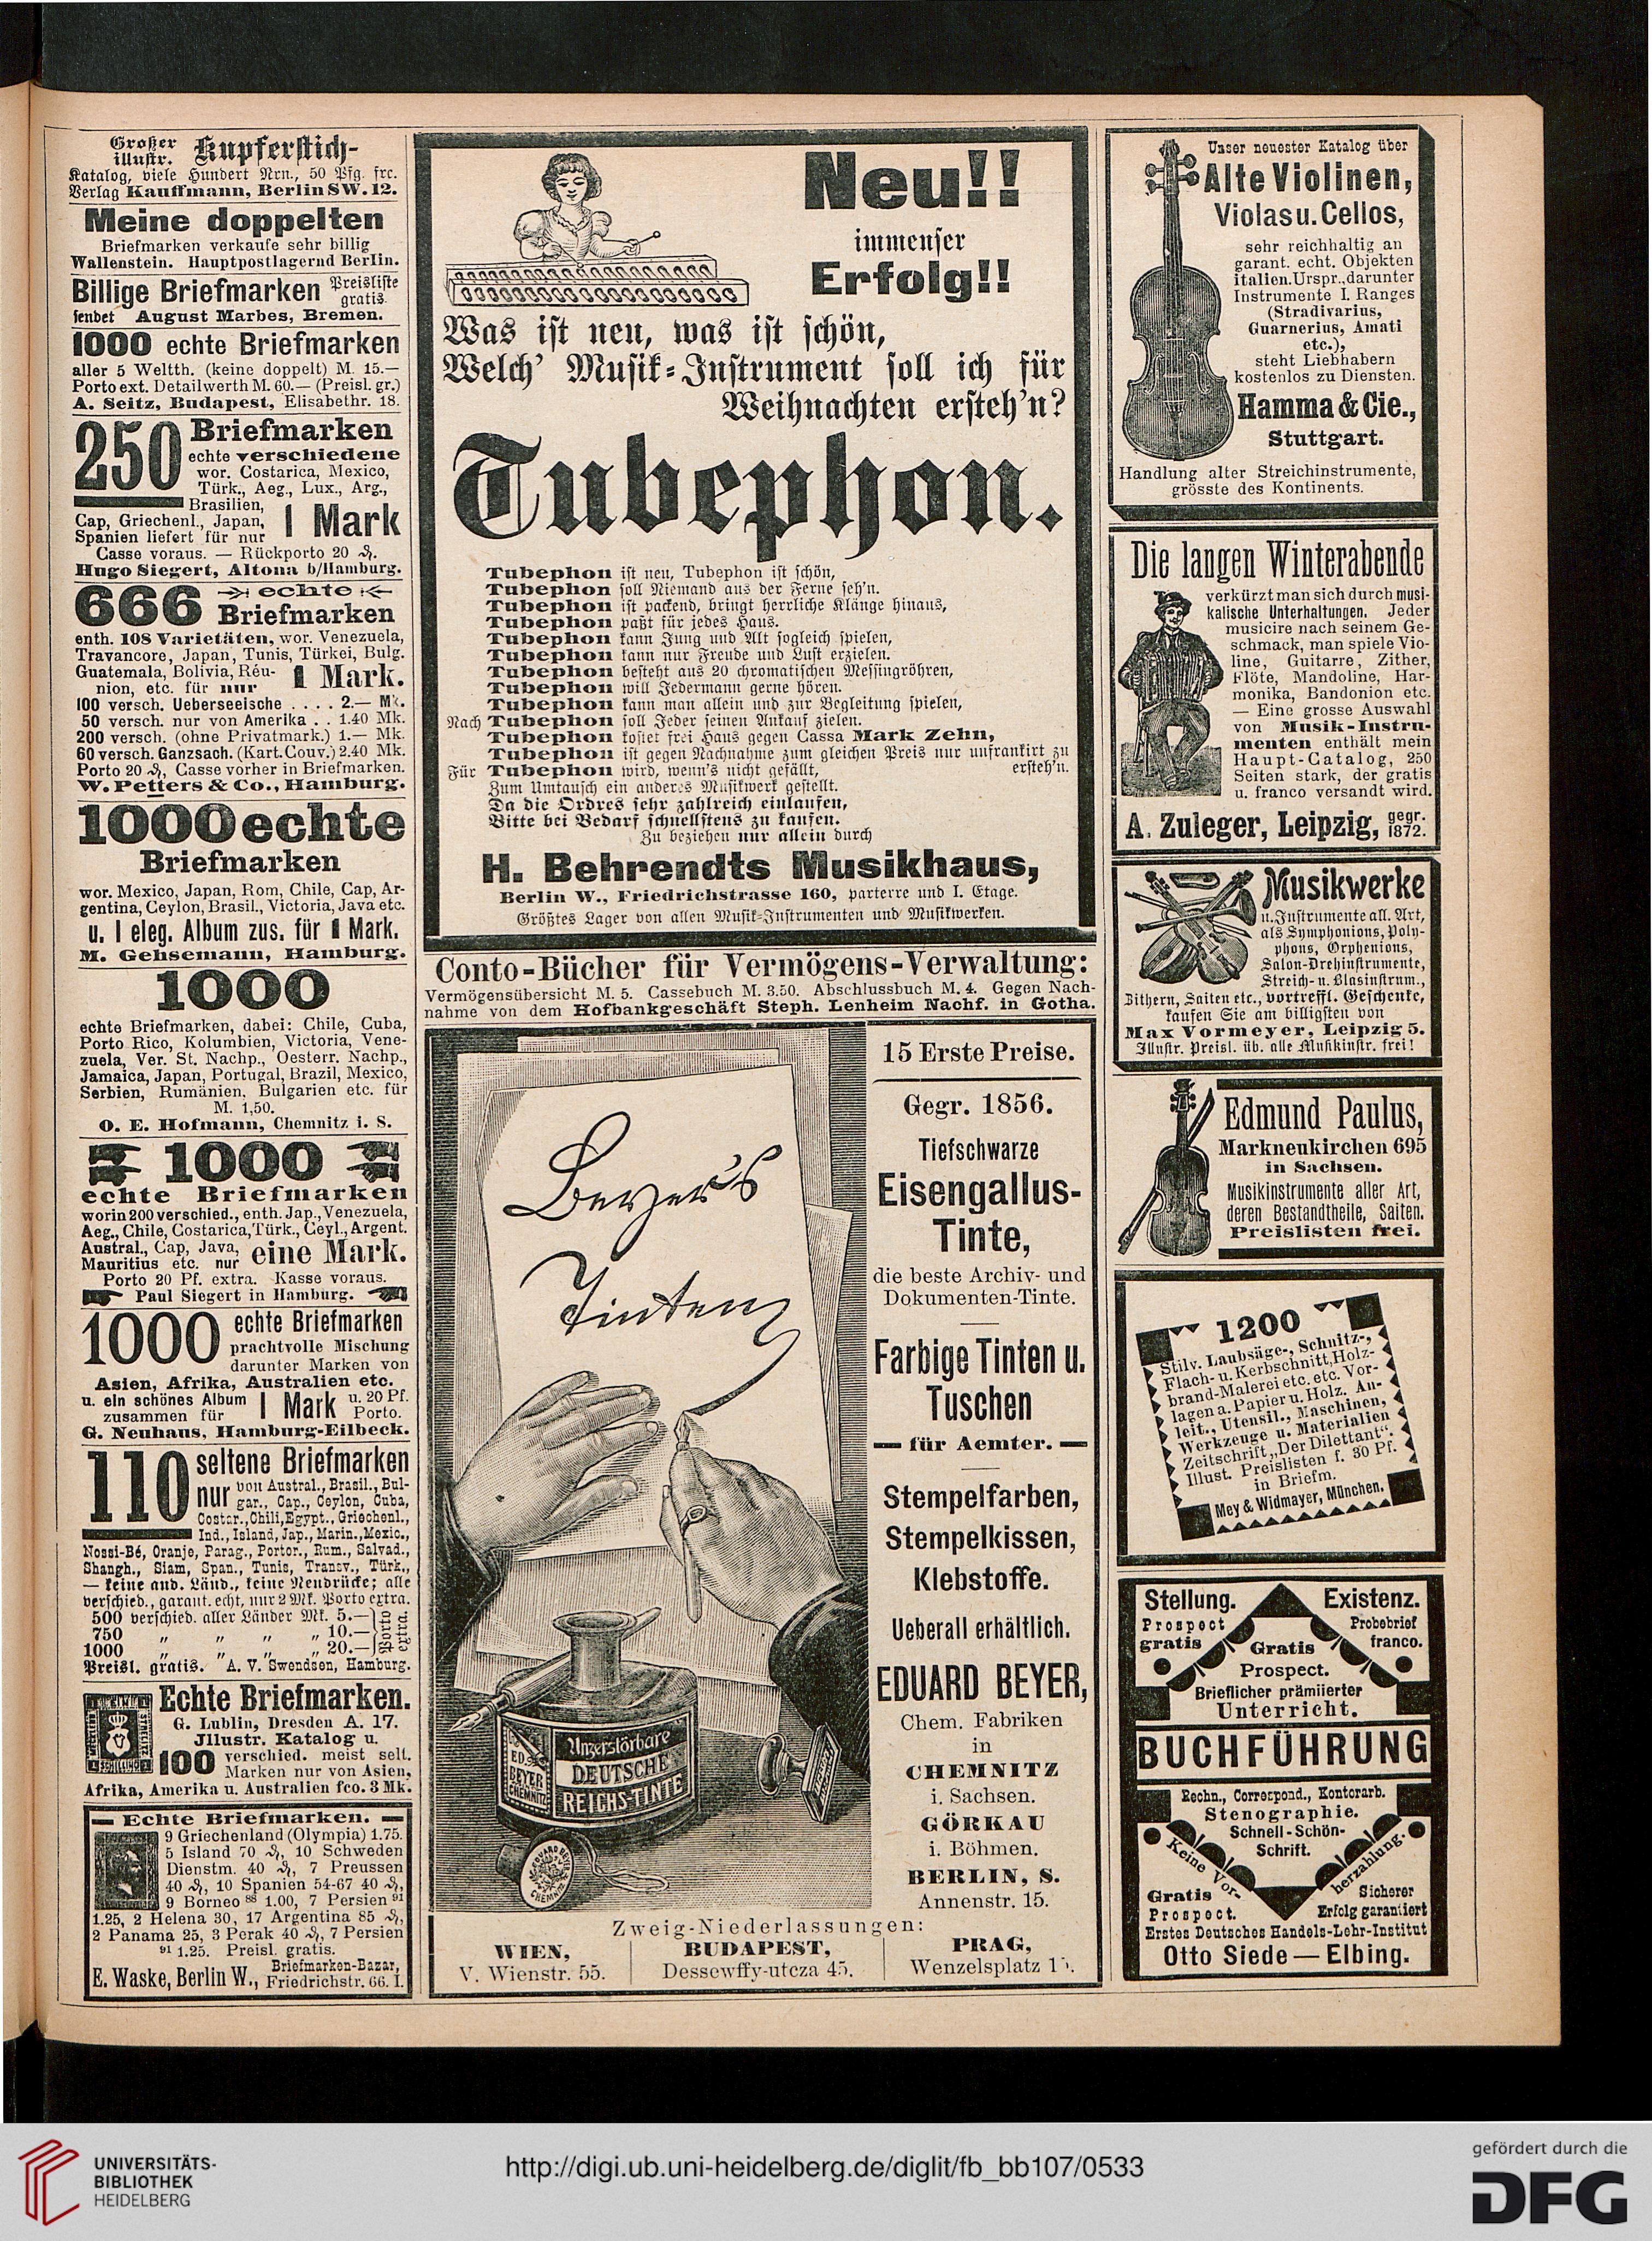 Großer
illustr. Kupferstich-
Katalog, viele Hundert Nrn., 50 Pfg. frc.
Verlag Kauffmann, Berlin SW. 12.
Meine doppelten
Briefmarken verkaufe sehr billig
Wallenstein. Hauptpostlagernd Berlin.
Billige Briefmarken Preisliste
gratis
sendet August Marbes, Bremen.
1000 echte Briefmarken
aller 5 Weltth. (keine doppelt) M. 15.—
Porto ext. Detailwerth M. 60.— (Preisl. gr.)
A. Seitz, Budapest, Elisabethr. 18.
250 Briefmarken
echte verschiedene
wor. Costarica, Mexico,
Türk., Aeg., Lux., Arg.,
Brasilien,
Cap, Griechenl., Japan,
Spanien liefert für nur 1 Mark
Casse voraus. — Rückporto 20 ₰.
Hugo Siegert, Altona b/Hamburg.
666 echte
Briefmarken
enth. 108 Varietäten, wor. Venezuela,
Travancore, Japan, Tunis, Türkei, Bulg.
Guatemala, Bolivia, Réu-
nion, etc. für nur 1 Mark.
100 versch. Ueberseeische . . . . 2.— Mk.
50 versch. nur von Amerika . . 1.40 Mk.
200 versch. (ohne Privatmark.) 1.— Mk.
60 versch. Ganzsach. (Kart. Couv.) 2.40 Mk.
Porto 20 ₰, Casse vorher in Briefmarken.
W. Petters & Co., Hamburg.
1000 echte
Briefmarken
wor. Mexico, Japan, Rom, Chile, Cap, Ar-
gentina, Ceylon, Brasil., Victoria, Java etc.
u. 1 eleg. Album zus. für 1 Mark.
M. Gehsemann, Hamburg.
1000
echte Briefmarken, dabei: Chile, Cuba,
Porto Rico, Kolumbien, Victoria, Vene-
zuela, Ver. St. Nachp., Oesterr. Nachp.,
Jamaica, Japan, Portugal, Brazil, Mexico,
Serbien, Rumänien, Bulgarien etc. für
M. 1,50.
O. E. Hofmann, Chemnitz i. S.
1000
echte Briefmarken
worin 200 verschied., enth. Jap., Venezuela,
Aeg., Chile, Costarica, Türk., Ceyl., Argent.
Austral., Cap, Java,
Mauritius etc. nur eine Mark.
Porto 20 Pf. extra. Kasse voraus.
Paul Siegert in Hamburg.
1000 echte Briefmarken
prachtvolle Mischung
darunter Marken von
Asien, Afrika, Australien etc.
u. ein schönes Album
zusammen für 1 Mark u. 20 Pf.
Porto.
G. Neuhaus, Hamburg-Eilbeck.
110 seltene Briefmarken
nur von Austral., Brasil., Bul-
gar., Cap., Ceylon, Cuba,
Costar., Chili, Egypt., Griechenl.,
Ind., Island, Jap., Marin., Mexic.,
Nossi-Bé, Oranje, Parag., Portor., Rum., Salvad.,
Shangh., Siam, Span., Tunis, Transv., Türk.,
— keine and. Länd., keine Neudrücke; alle
verschied., garant. echt, nur 2 Mk. Porto extra.
500 verschied. aller Länder Mk. 5.—
750 „ „ „ „ 10.—
1000 „ „ „ „ 20.—
Porto extra.
Preisl. gratis. A. V. Swendsen, Hamburg.
Echte Briefmarken.
G. Lublin, Dresden A. 17.
Jllustr. Katalog u.
100 verschied. meist selt.
Marken nur von Asien,
Afrika, Amerika u. Australien fco. 3 Mk.
Echte Briefmarken.
9 Griechenland (Olympia) 1.75.
5 Island 70 ₰, 10 Schweden
Dienstm. 40 ₰, 7 Preussen
40 ₰, 10 Spanien 54-67 40 ₰,
9 Borneo 88 1.00, 7 Persien 91
1.25, 2 Helena 30, 17 Argentina 85 ₰,
2 Panama 25, 3 Perak 40 ₰, 7 Persien
91 1.25. Preisl. gratis.
E. Waske, Berlin W., Briefmarken-Bazar,
Friedrichstr. 66. I.
Neu!!
immenser
Erfolg!!
Was ist neu, was ist schön,
Welch' Musik-Instrument soll ich für
Weihnachten ersteh'n?
Tubephon.
Tubephon ist neu, Tubephon ist schön,
Tubephon soll Niemand aus der Ferne seh'n.
Tubephon ist packend, bringt herrliche Klänge hinaus,
Tubephon paßt für jedes Haus.
Tubephon kann Jung und Alt sogleich spielen,
Tubephon kann nur Freude und Lust erzielen.
Tubephon besteht aus 20 chromatischen Messingröhren,
Tubephon will Jedermann gerne hören.
Tubephon kann man allein und zur Begleitung spielen,
Nach Tubephon soll Jeder seinen Ankauf zielen.
Tubephon kostet frei Haus gegen Cassa Mark Zehn,
Tubephon ist gegen Nachnahme zum gleichen Preis nur unfrankirt zu
ersteh'n.
Für Tubephon wird, wenn's nicht gefällt,
Zum Umtausch ein anderes Musikwerk gestellt.
Da die Ordres sehr zahlreich einlaufen,
Bitte bei Bedarf schnellstens zu kaufen.
Zu beziehen nur allein durch
H. Behrendts Musikhaus,
Berlin W., Friedrichstrasse 160, parterre und I. Etage.
Größtes Lager von allen Musik-Instrumenten und Musikwerken.
Conto-Bücher für Vermögens-Verwaltung:
Vermögensübersicht M. 5. Cassebuch M. 3.50. Abschlussbuch M. 4. Gegen Nach-
nahme von dem Hofbankgeschäft Steph. Lenheim Nachf. in Gotha.
Beyer's
Tinten
Unzerstörbare
DEUTSCHE
REICHS-TINTE
ED.
BEYER
CHEMNITZ
EDUARD BEYER
CHEMNITZ
15 Erste Preise.
Gegr. 1856.
Tiefschwarze
Eisengallus-
Tinte,
die beste Archiv- und
Dokumenten-Tinte.
Farbige Tinten u.
Tuschen
für Aemter.
Stempelfarben,
Stempelkissen,
Klebstoffe.
Ueberall erhältlich.
EDUARD BEYER,
Chem. Fabriken
in
CHEMNITZ
i. Sachsen.
GÖRKAU
i. Böhmen.
BERLIN, S.
Annenstr. 15.
Zweig-Niederlassungen:
WIEN,
V. Wienstr. 55.
BUDAPEST,
Dessewffy-utcza 45.
PRAG,
Wenzelsplatz
Unser neuester Katalog über
Alte Violinen,
Violas u. Cellos,
sehr reichhaltig an
garant. echt. Objekten
italien. Urspr., darunter
Instrumente I. Ranges
(Stradivarius,
Guarnerius, Amati
etc.),
steht Liebhabern
kostenlos zu Diensten.
Hamma & Cie.,
Stuttgart.
Handlung alter Streichinstrumente,
grösste des Kontinents.
Die langen Winterabende
verkürzt man sich durch musi-
kalische Unterhaltungen. Jeder
musicire nach seinem Ge-
schmack, man spiele Vio-
line, Guitarre, Zither,
Flöte, Mandoline, Har-
monika, Bandonion etc.
— Eine grosse Auswahl
von Musik-Instru-
menten enthält mein
Haupt-Catalog, 250
Seiten stark, der gratis
u. franco versandt wird.
A. Zuleger, Leipzig, gegr.
1872.
Musikwerke
u. Instrumente all. Art,
als Symphonions, Poly-
phons, Orphenions,
Salon-Drehinstrumente,
Streich- u. Blasinstrum.,
Zithern, Saiten etc., vortreffl. Geschenke,
kaufen Sie am billigsten von
Max Vormeyer, Leipzig 5.
Illustr. Preisl. üb. alle Musikinstr. frei!
Edmund Paulus,
Markneukirchen 695
in Sachsen.
Musikinstrumente aller Art,
deren Bestandtheile, Saiten.
Preislisten frei.
1200
Stilv. Laubsäge-, Schnitz-,
Flach- u. Kerbschnitt, Holz-
brand-Malerei etc. etc. Vor-
lagen a. Papier u. Holz. An-
leit., Utensil., Maschinen,
Werkzeuge u. Materialien
Zeitschrift „Der Dilettant“.
Illust. Preislisten f. 30 Pf.
in Briefm.
Mey & Widmayer, München.
Stellung. Existenz.
Prospect
gratis
Probebrief
franco.
Gratis
Prospect.
Brieflicher prämiierter
Unterricht.
BUCHFÜHRUNG
Rechn., Correspond., Kontorarb.
Stenographie.
Schnell-Schön-
Schrift.
Keine Vor-
herzahlung.
Gratis
Prospect.
Sicherer
Erfolg garantiert
Erstes Deutsches Handels-Lehr-Institut
Otto Siede — Elbing.
UNIVERSITÄTS-
BIBLIOTHEK
HEIDELBERG
http://digi.ub.uni-heidelberg.de/diglit/fb_bb107/0533
gefördert durch die
DFG